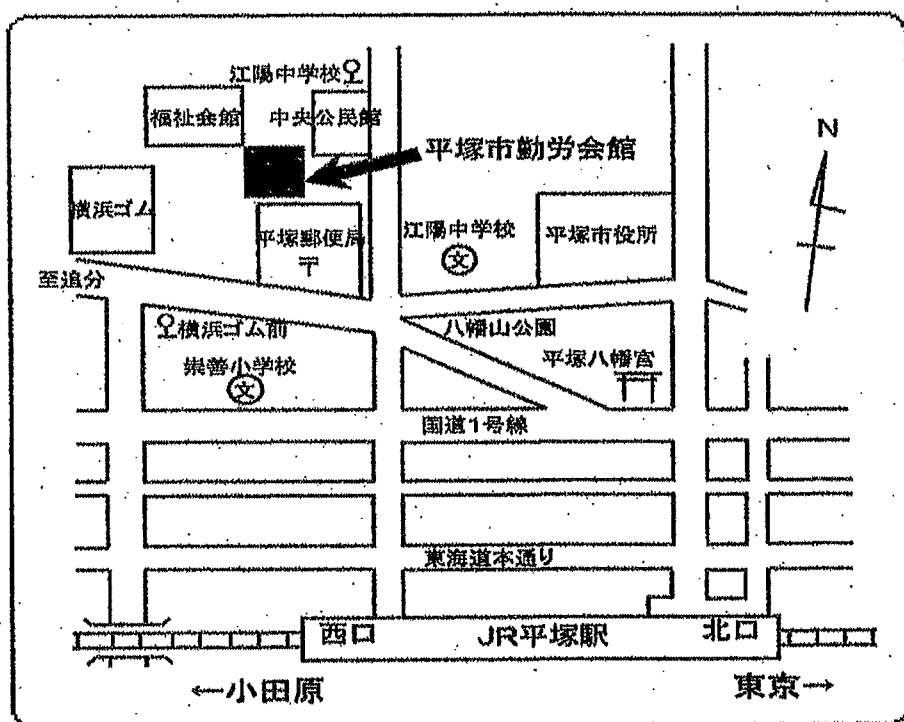 江陽中学校
福祉会館
中央公民館
N
平塚市勤労会館
横浜ゴム
平塚郵便局
〒
江陽中学校
文
平塚市役所
至追分
横浜ゴム前
八幡山公園
崇善小学校
文
平塚八幡宮
国道1号線
東海道本通り
西口
JR平塚駅
北口
←小田原
東京→